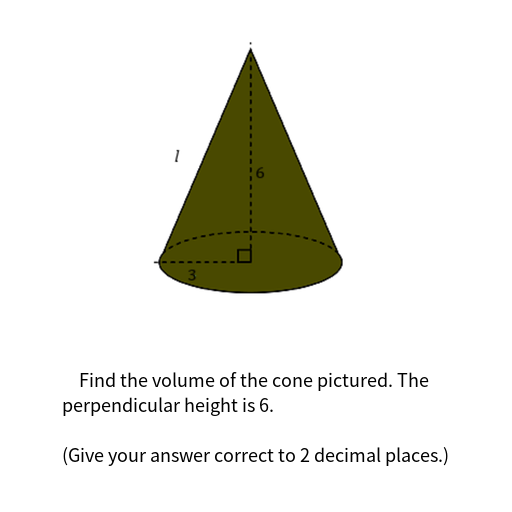 l
6
3
Find the volume of the cone pictured. The
perpendicular height is 6.
(Give your answer correct to 2 decimal places.)